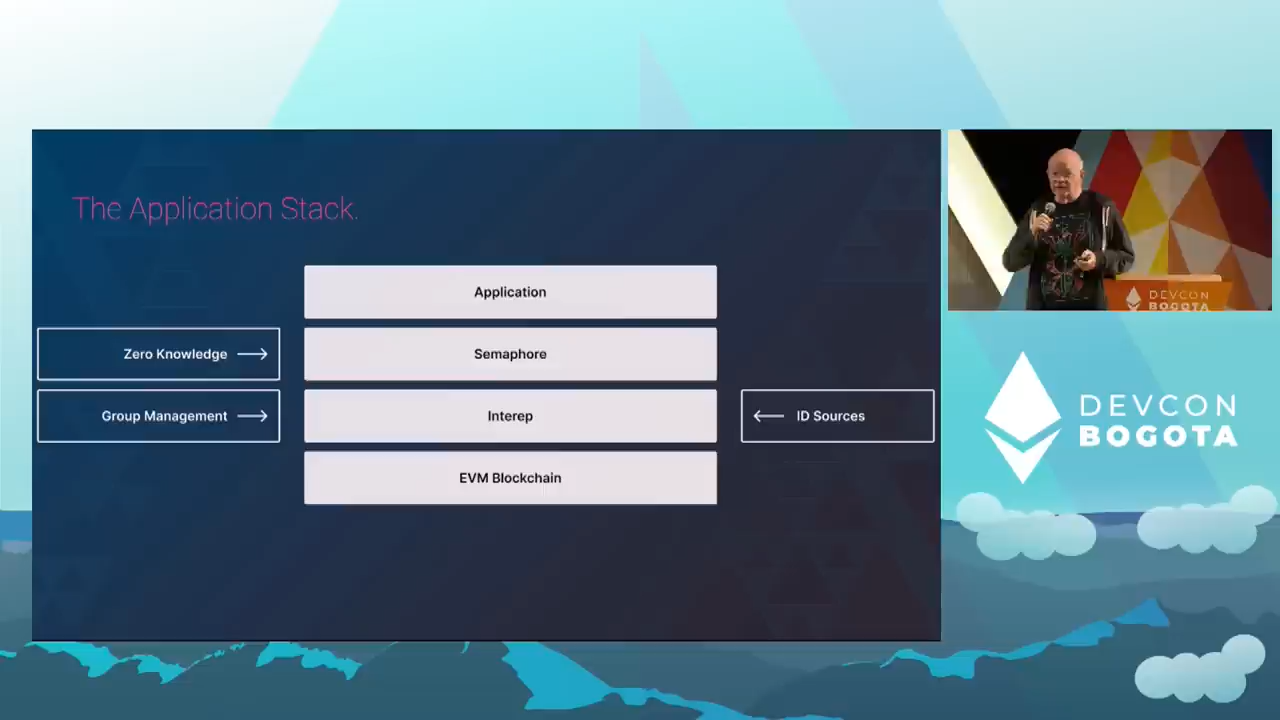 The Application Stack.
Application
Zero Knowledge
Semaphore
Group Management
Interep
ID Sources
EVM Blockchain
DEVCON
BOGOTA
DEVCON
BOGOTA